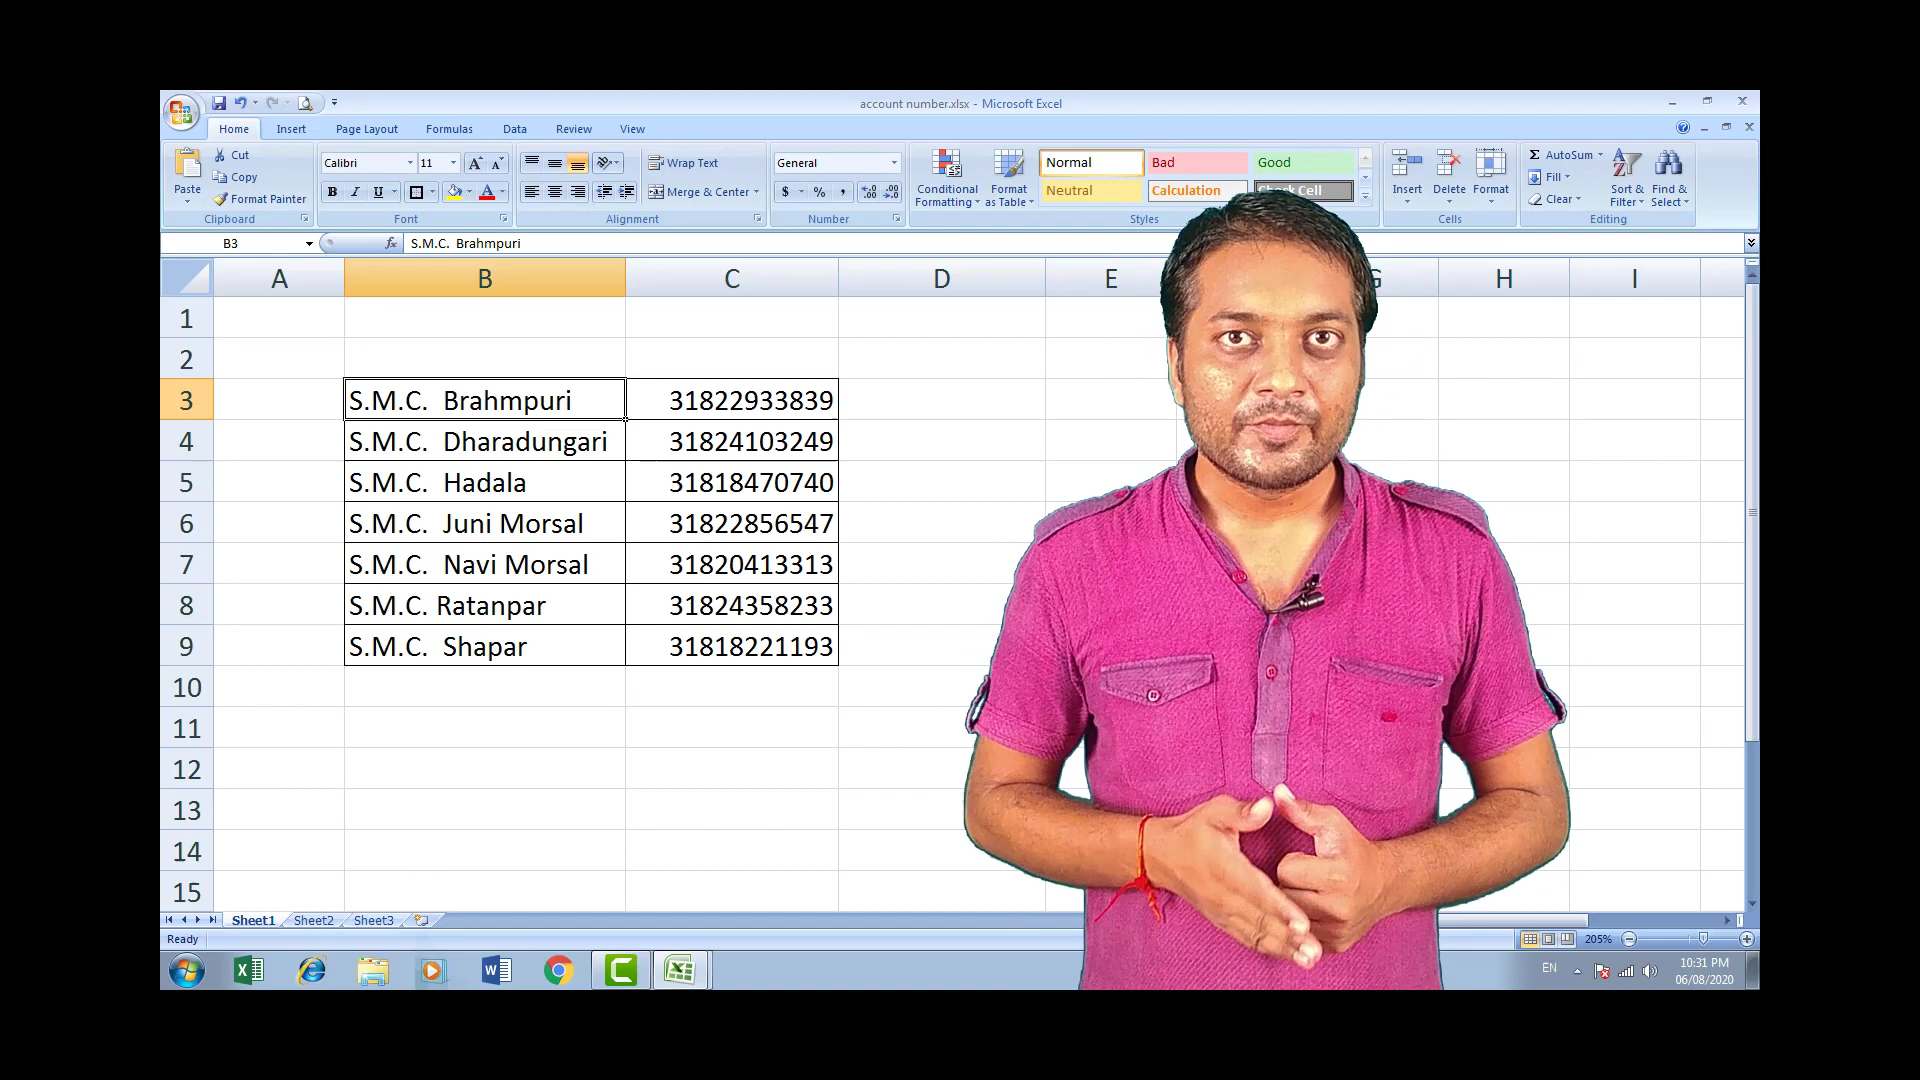 account number.xlsx - Microsoft Excel
Home Insert Page Layout Formulas Data Review View
Paste
Cut
Copy
Format Painter
Clipboard
Calibri 11
B I U
Font
Wrap Text
Merge & Center
Alignment
General
$ % ,
Number
Conditional Formatting
Format as Table
Normal Bad Good
Neutral Calculation Check Cell
Styles
Insert Delete Format
Cells
Σ AutoSum
Fill
Clear
Sort & Filter
Find & Select
Editing
B3 fx S.M.C. Brahmpuri
A B C D E G H I
1
2
3 S.M.C. Brahmpuri 31822933839
4 S.M.C. Dharadungari 31824103249
5 S.M.C. Hadala 31818470740
6 S.M.C. Juni Morsal 31822856547
7 S.M.C. Navi Morsal 31820413313
8 S.M.C. Ratanpar 31824358233
9 S.M.C. Shapar 31818221193
10
11
12
13
14
15
Sheet1 Sheet2 Sheet3
Ready 205%
EN 10:31 PM
06/08/2020